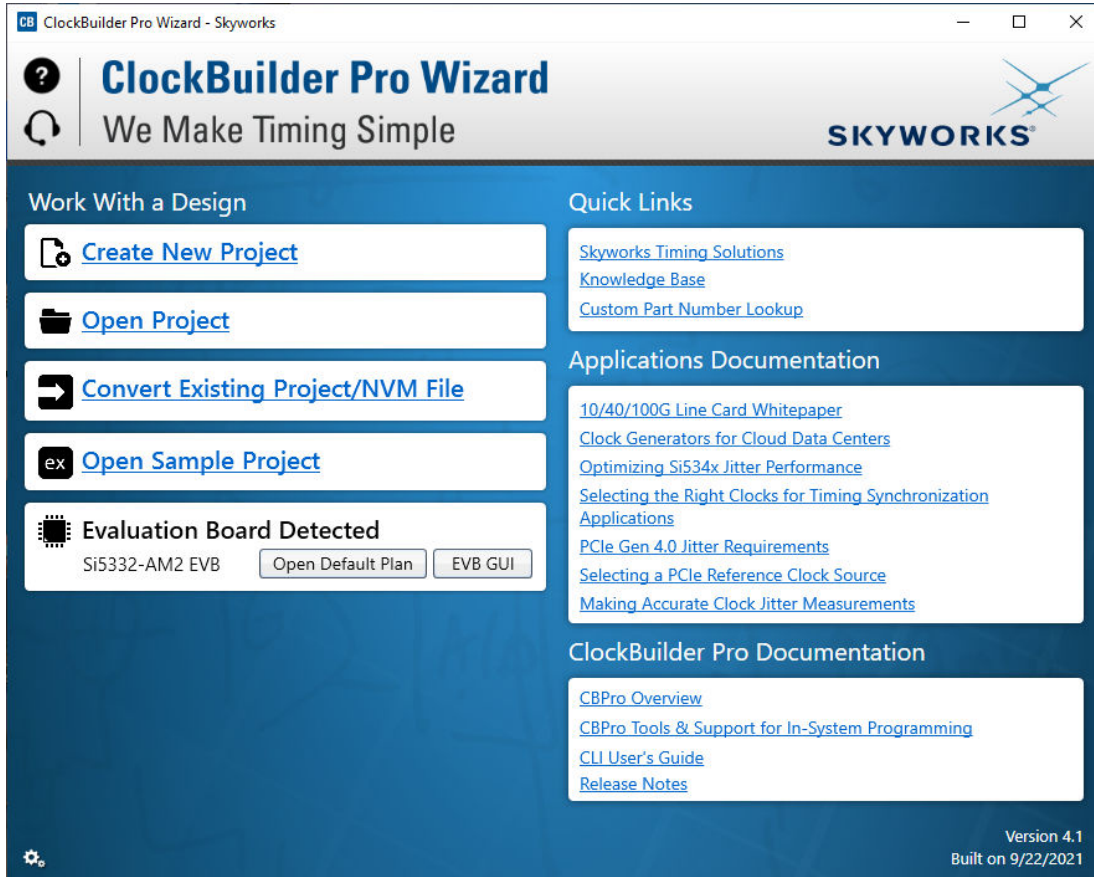 CB ClockBuilder Pro Wizard - Skyworks
?
ClockBuilder Pro Wizard
We Make Timing Simple
SKYWORKS®
Work With a Design
Create New Project
Open Project
Convert Existing Project/NVM File
ex Open Sample Project
Evaluation Board Detected
Si5332-AM2 EVB Open Default Plan EVB GUI
Quick Links
Skyworks Timing Solutions
Knowledge Base
Custom Part Number Lookup
Applications Documentation
10/40/100G Line Card Whitepaper
Clock Generators for Cloud Data Centers
Optimizing Si534x Jitter Performance
Selecting the Right Clocks for Timing Synchronization
Applications
PCIe Gen 4.0 Jitter Requirements
Selecting a PCIe Reference Clock Source
Making Accurate Clock Jitter Measurements
ClockBuilder Pro Documentation
CBPro Overview
CBPro Tools & Support for In-System Programming
CLI User's Guide
Release Notes
Version 4.1
Built on 9/22/2021